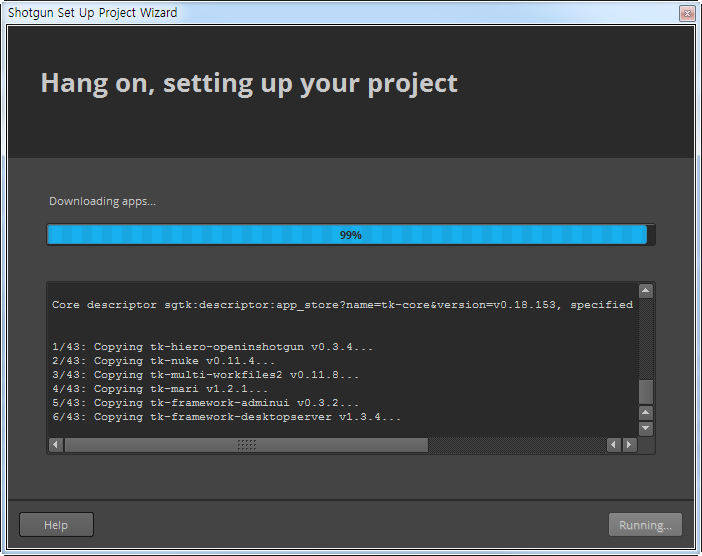 Shotgun Set Up Project Wizard
Hang on, setting up your project
Downloading apps...
99%
Core descriptor sgtk:descriptor:app_store?name=tk-core&version=v0.18.153, specified
1/43: Copying tk-hiero-openinshotgun v0.3.4...
2/43: Copying tk-nuke v0.11.4...
3/43: Copying tk-multi-workfiles2 v0.11.8...
4/43: Copying tk-mari v1.2.1...
5/43: Copying tk-framework-adminui v0.3.2...
6/43: Copying tk-framework-desktopserver v1.3.4...
Help
Running...